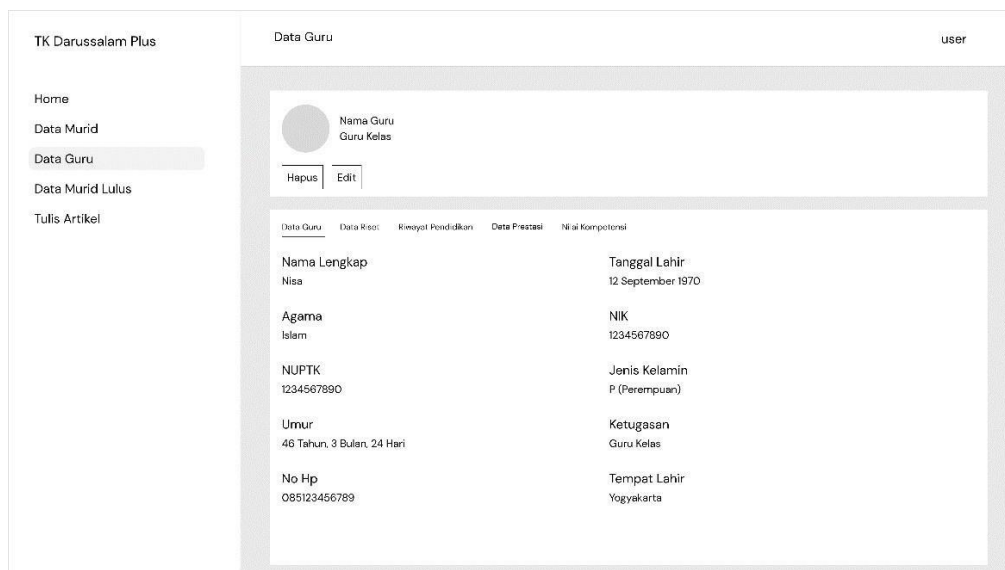 TK Darussalam Plus
Data Guru
user
Home
Data Murid
Data Guru
Data Murid Lulus
Tulis Artikel
Nama Guru
Guru Kelas
Hapus
Edit
Data Guru
Data Riset
Riwayat Pendidikan
Data Prestasi
Nilai Kompetensi
Nama Lengkap
Nisa
Tanggal Lahir
12 September 1970
Agama
Islam
NIK
1234567890
NUPTK
1234567890
Jenis Kelamin
P (Perempuan)
Umur
46 Tahun, 3 Bulan, 24 Hari
Ketugasan
Guru Kelas
No Hp
085123456789
Tempat Lahir
Yogyakarta